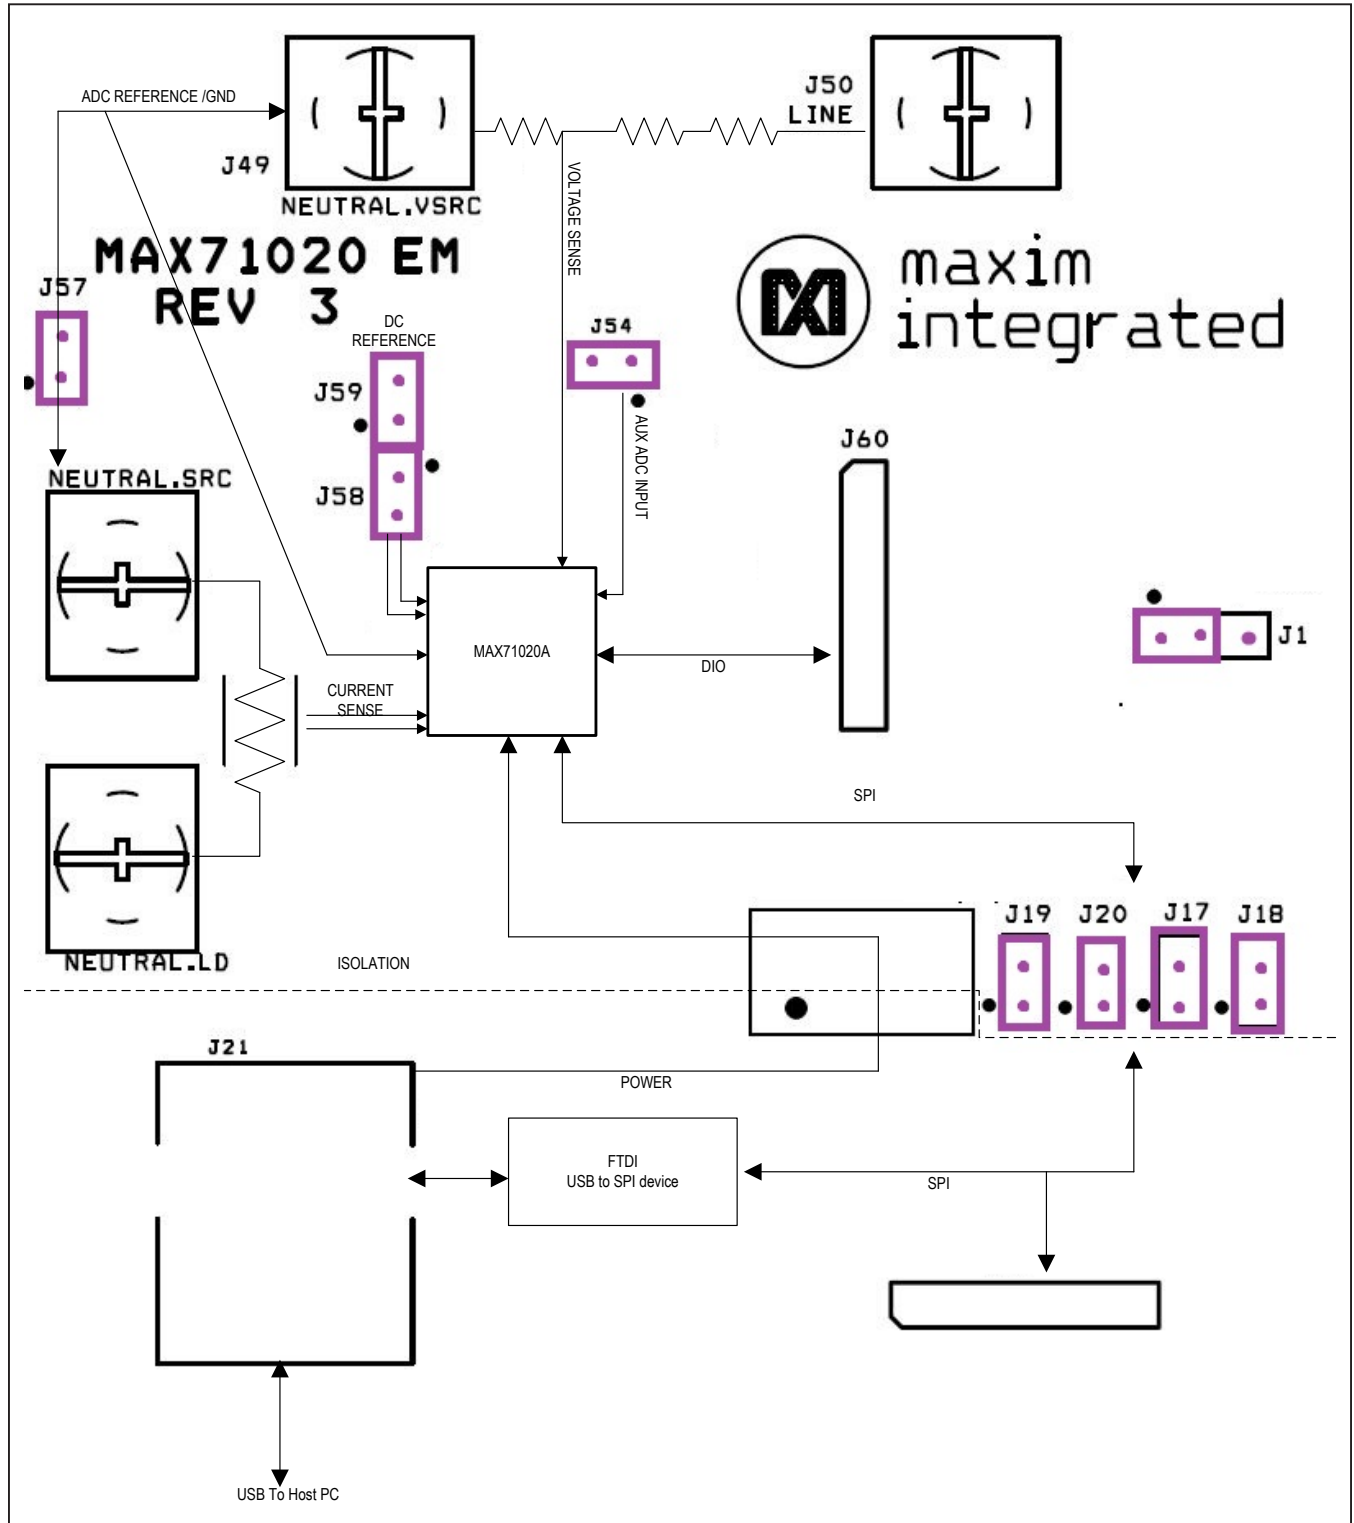 ADC REFERENCE /GND
J50
LINE
J49
NEUTRAL.VSRC
VOLTAGE SENSE
MAX71020 EM
REV 3
maxim
integrated
J57
DC
REFERENCE
J54
J59
AUX ADC INPUT
J60
NEUTRAL.SRC
J58
MAX71020A
DIO
J1
CURRENT
SENSE
SPI
J19
J20
J17
J18
NEUTRAL.LD
ISOLATION
J21
POWER
FTDI
USB to SPI device
SPI
USB To Host PC